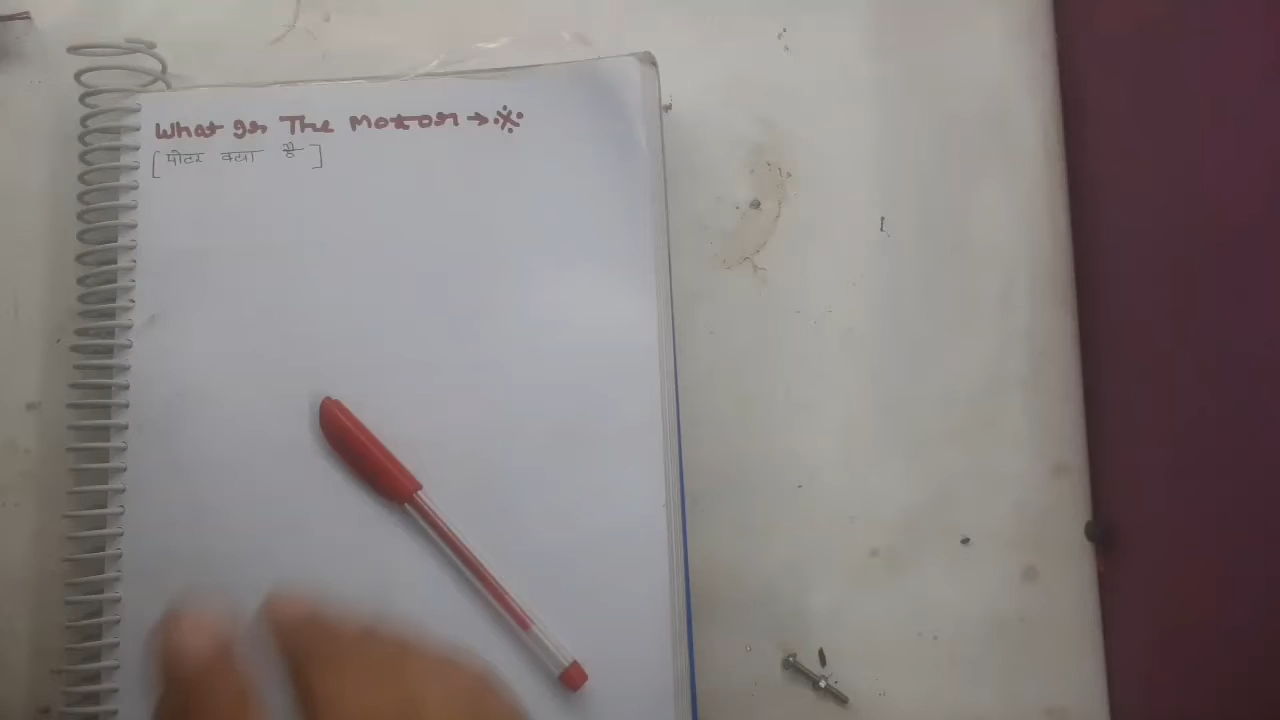 What Is The Motor → ※
[ मोटर क्या है ]